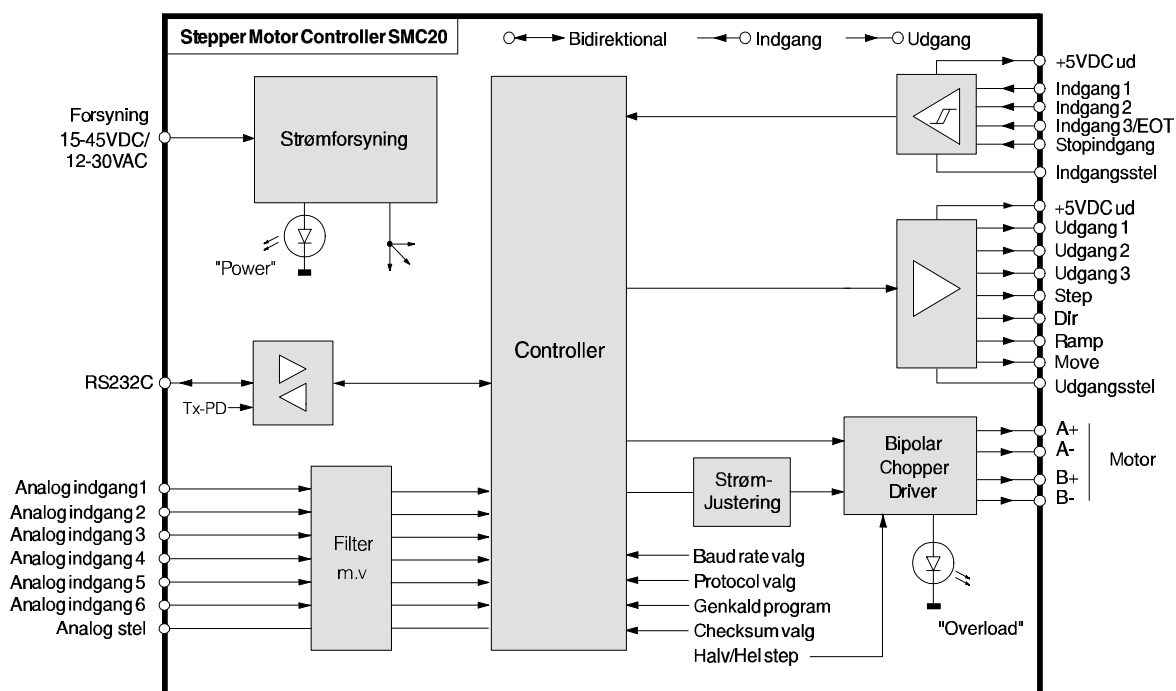 Stepper Motor Controller SMC20
Bidirektional
Indgang
Udgang
Forsyning
15-45VDC/
12-30VAC
Strømforsyning
"Power"
RS232C
Tx-PD
Analog indgang 1
Analog indgang 2
Analog indgang 3
Analog indgang 4
Analog indgang 5
Analog indgang 6
Analog stel
Filter
m.v
Controller
+5VDC ud
Indgang 1
Indgang 2
Indgang 3/EOT
Stopindgang
Indgangsstel
+5VDC ud
Udgang 1
Udgang 2
Udgang 3
Step
Dir
Ramp
Move
Udgangsstel
Bipolar
Chopper
Driver
A+
A-
B+
B-
Motor
Strøm-
Justering
Baud rate valg
Protocol valg
Genkald program
Checksum valg
Halv/Hel step
"Overload"